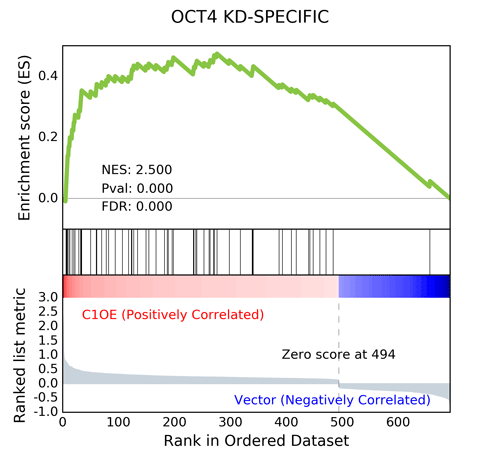 OCT4 KD-SPECIFIC
Enrichment score (ES)
0.4
0.2
0.0
NES: 2.500
Pval: 0.000
FDR: 0.000
Ranked list metric
3.0
2.5
2.0
1.5
1.0
0.5
0.0
-0.5
-1.0
C1OE (Positively Correlated)
Zero score at 494
Vector (Negatively Correlated)
0 100 200 300 400 500 600
Rank in Ordered Dataset